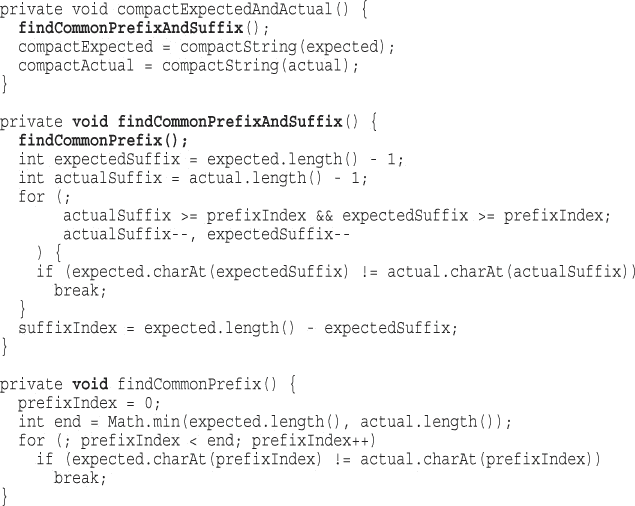 private void compactExpectedAndActual() {
  findCommonPrefixAndSuffix();
  compactExpected = compactString(expected);
  compactActual = compactString(actual);
}

private void findCommonPrefixAndSuffix() {
  findCommonPrefix();
  int expectedSuffix = expected.length() - 1;
  int actualSuffix = actual.length() - 1;
  for (;
       actualSuffix >= prefixIndex && expectedSuffix >= prefixIndex;
       actualSuffix--, expectedSuffix--
    ) {
    if (expected.charAt(expectedSuffix) != actual.charAt(actualSuffix))
      break;
  }
  suffixIndex = expected.length() - expectedSuffix;
}

private void findCommonPrefix() {
  prefixIndex = 0;
  int end = Math.min(expected.length(), actual.length());
  for (; prefixIndex < end; prefixIndex++)
    if (expected.charAt(prefixIndex) != actual.charAt(prefixIndex))
      break;
}